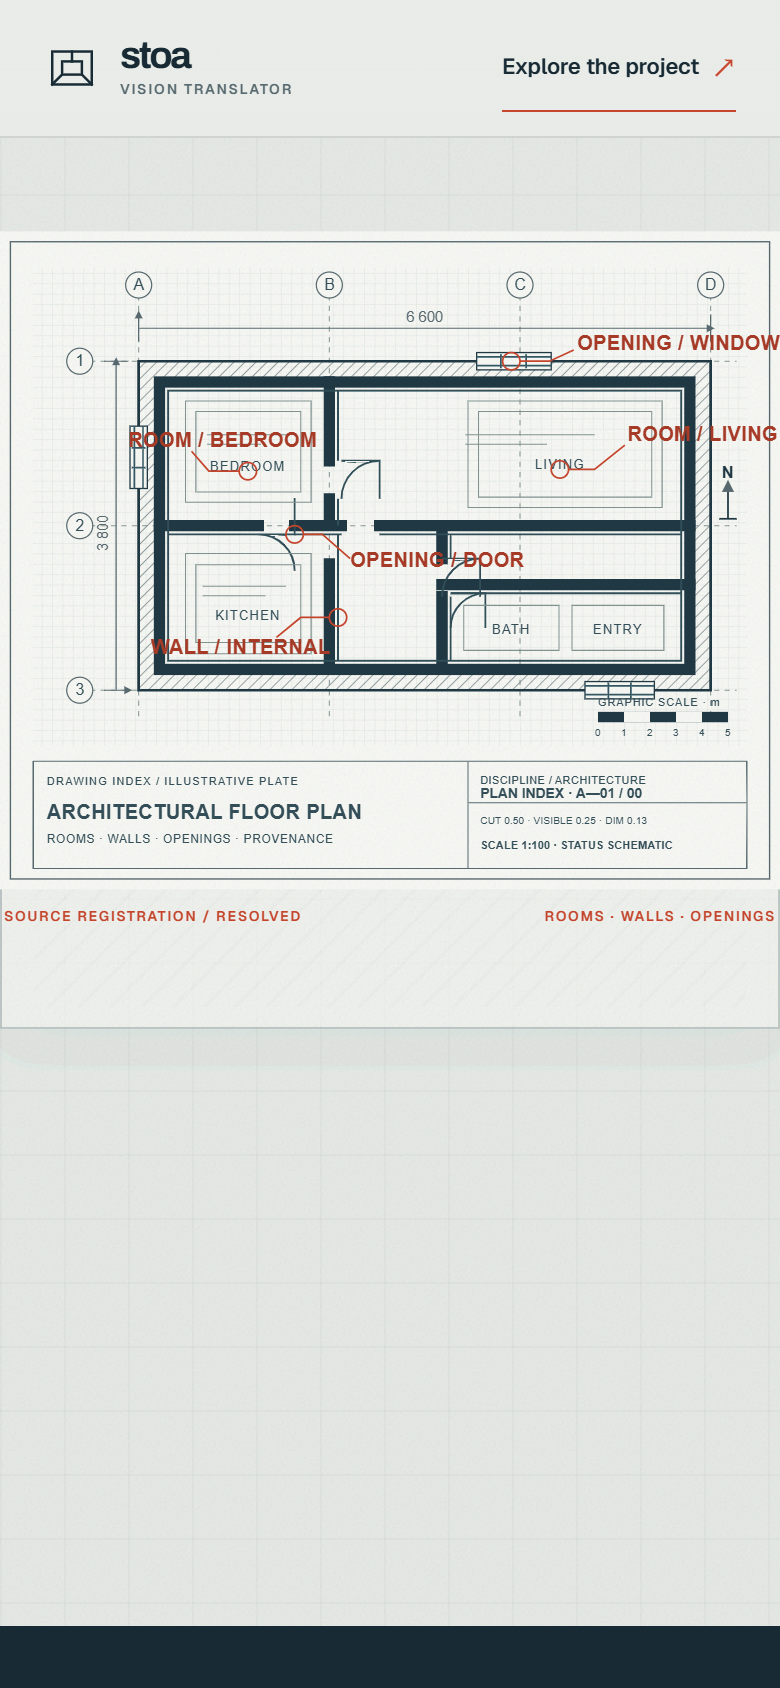 stoa
VISION TRANSLATOR
Explore the project ↗
A
B
C
D
6 600
OPENING / WINDOW
1
ROOM / BEDROOM
ROOM / LIVING
BEDROOM
LIVING
N
2
3 800
OPENING / DOOR
KITCHEN
BATH
ENTRY
WALL / INTERNAL
3
GRAPHIC SCALE · m
0 1 2 3 4 5
DRAWING INDEX / ILLUSTRATIVE PLATE
ARCHITECTURAL FLOOR PLAN
ROOMS · WALLS · OPENINGS · PROVENANCE
DISCIPLINE / ARCHITECTURE
PLAN INDEX · A—01 / 00
CUT 0.50 · VISIBLE 0.25 · DIM 0.13
SCALE 1:100 · STATUS SCHEMATIC
SOURCE REGISTRATION / RESOLVED
ROOMS · WALLS · OPENINGS